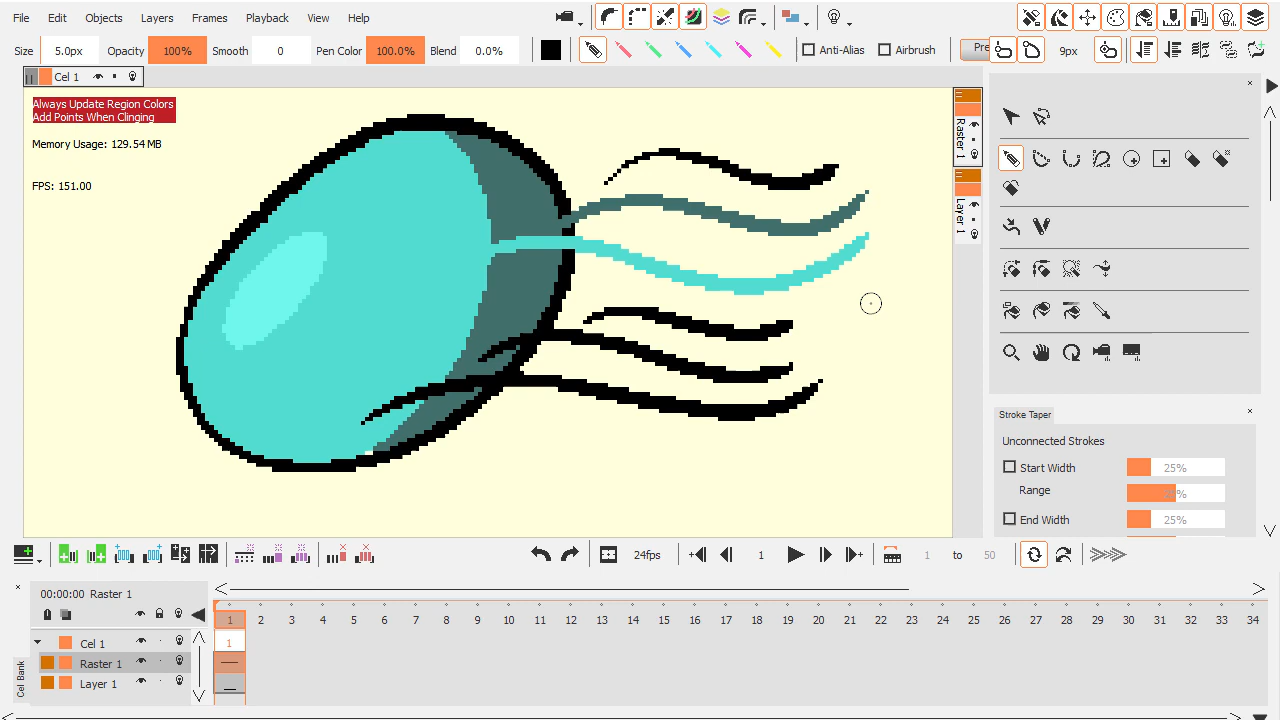 File Edit Objects Layers Frames Playback View Help
Size 5.0px Opacity 100% Smooth 0 Pen Color 100.0% Blend 0.0% Anti-Alias Airbrush Pre 9px
Cel 1
Always Update Region Colors
Add Points When Clinging
Memory Usage: 129.54 MB
FPS: 151.00
Raster 1
Layer 1
Stroke Taper
Unconnected Strokes
Start Width 25%
Range
End Width 25%
24fps 1 1 to 50
00:00:00 Raster 1
1 2 3 4 5 6 7 8 9 10 11 12 13 14 15 16 17 18 19 20 21 22 23 24 25 26 27 28 29 30 31 32 33 34
Cel 1 1
Raster 1
Layer 1
Cel Bank